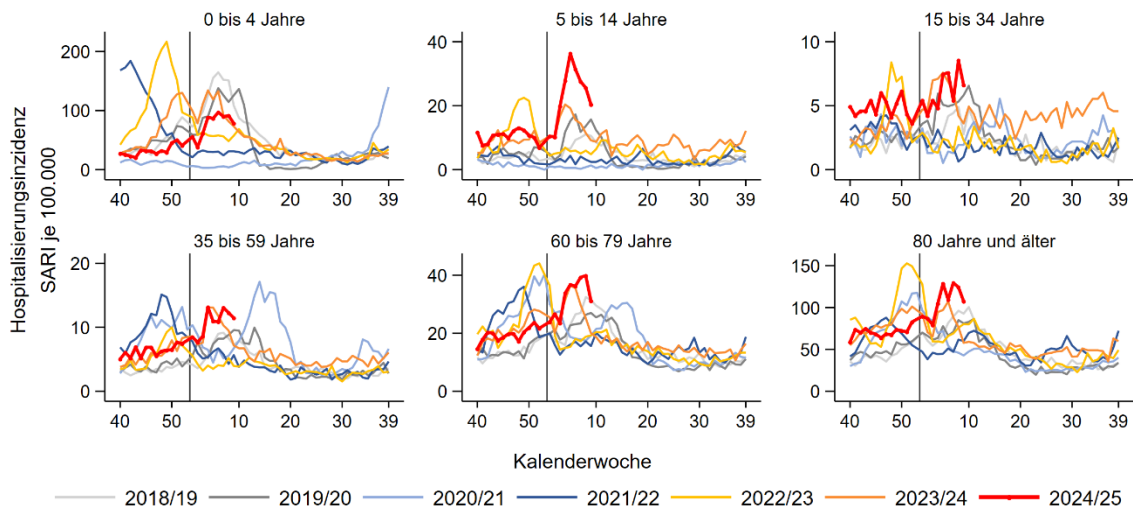 0 bis 4 Jahre
5 bis 14 Jahre
15 bis 34 Jahre
200
100
0
40
20
0
10
5
0
40 50 10 20 30 39
40 50 10 20 30 39
40 50 10 20 30 39
Hospitalisierungsinzidenz
SARI je 100.000
35 bis 59 Jahre
60 bis 79 Jahre
80 Jahre und älter
20
10
0
40
20
0
150
100
50
0
40 50 10 20 30 39
40 50 10 20 30 39
40 50 10 20 30 39
Kalenderwoche
2018/19 2019/20 2020/21 2021/22 2022/23 2023/24 2024/25